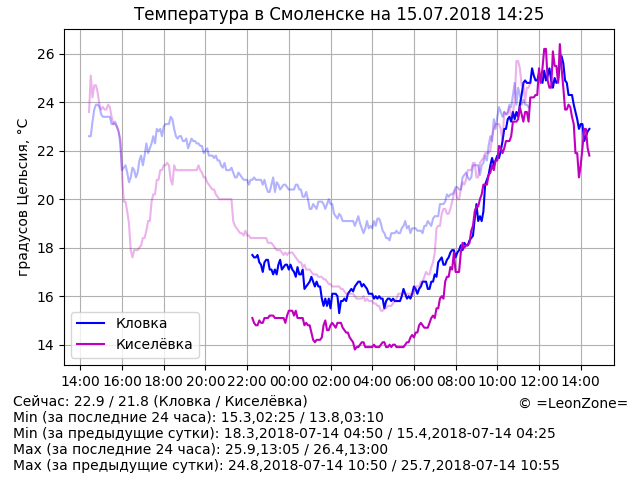 Температура в Смоленске на 15.07.2018 14:25
градусов Цельсия, °C
26
24
22
20
18
16
14
Кловка
Киселёвка
14:00 16:00 18:00 20:00 22:00 00:00 02:00 04:00 06:00 08:00 10:00 12:00 14:00
Сейчас: 22.9 / 21.8 (Кловка / Киселёвка)
© =LeonZone=
Min (за последние 24 часа): 15.3,02:25 / 13.8,03:10
Min (за предыдущие сутки): 18.3,2018-07-14 04:50 / 15.4,2018-07-14 04:25
Max (за последние 24 часа): 25.9,13:05 / 26.4,13:00
Max (за предыдущие сутки): 24.8,2018-07-14 10:50 / 25.7,2018-07-14 10:55